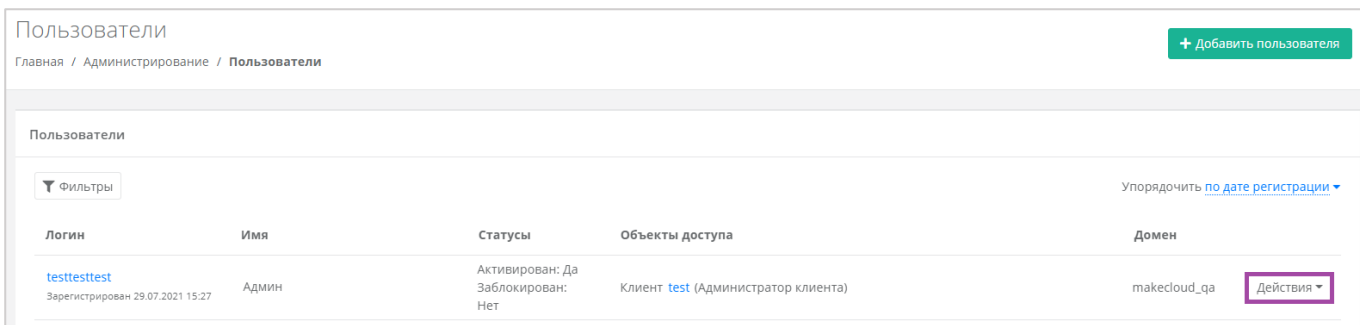 Пользователи
+ Добавить пользователя
Главная / Администрирование / Пользователи
Пользователи
Фильтры
Упорядочить по дате регистрации
Логин Имя Статусы Объекты доступа Домен
testtesttest
Зарегистрирован 29.07.2021 15:27
Админ
Активирован: Да
Заблокирован:
Нет
Клиент test (Администратор клиента)
makecloud_qa
Действия